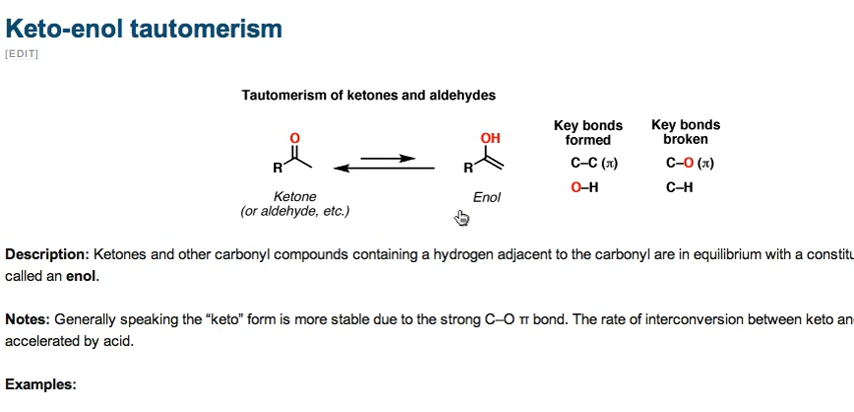 Keto-enol tautomerism
[EDIT]
Tautomerism of ketones and aldehydes
Key bonds formed
Key bonds broken
O
R
OH
R
C–C (π)
C–O (π)
O–H
C–H
Ketone
(or aldehyde, etc.)
Enol
Description: Ketones and other carbonyl compounds containing a hydrogen adjacent to the carbonyl are in equilibrium with a constitu
called an enol.
Notes: Generally speaking the “keto” form is more stable due to the strong C–O π bond. The rate of interconversion between keto an
accelerated by acid.
Examples: